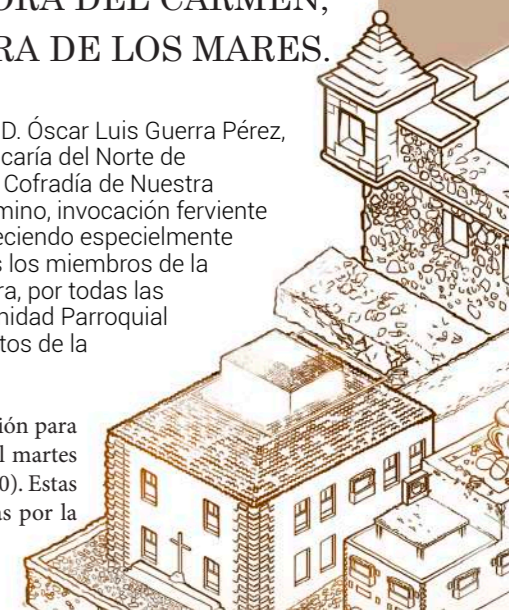 ORA DEL CARMEN,
RA DE LOS MARES.
D. Óscar Luis Guerra Pérez,
caría del Norte de
Cofradía de Nuestra
mino, invocación ferviente
eciendo especialmente
s los miembros de la
ra, por todas las
nidad Parroquial
tos de la
ión para
l martes
0). Estas
as por la